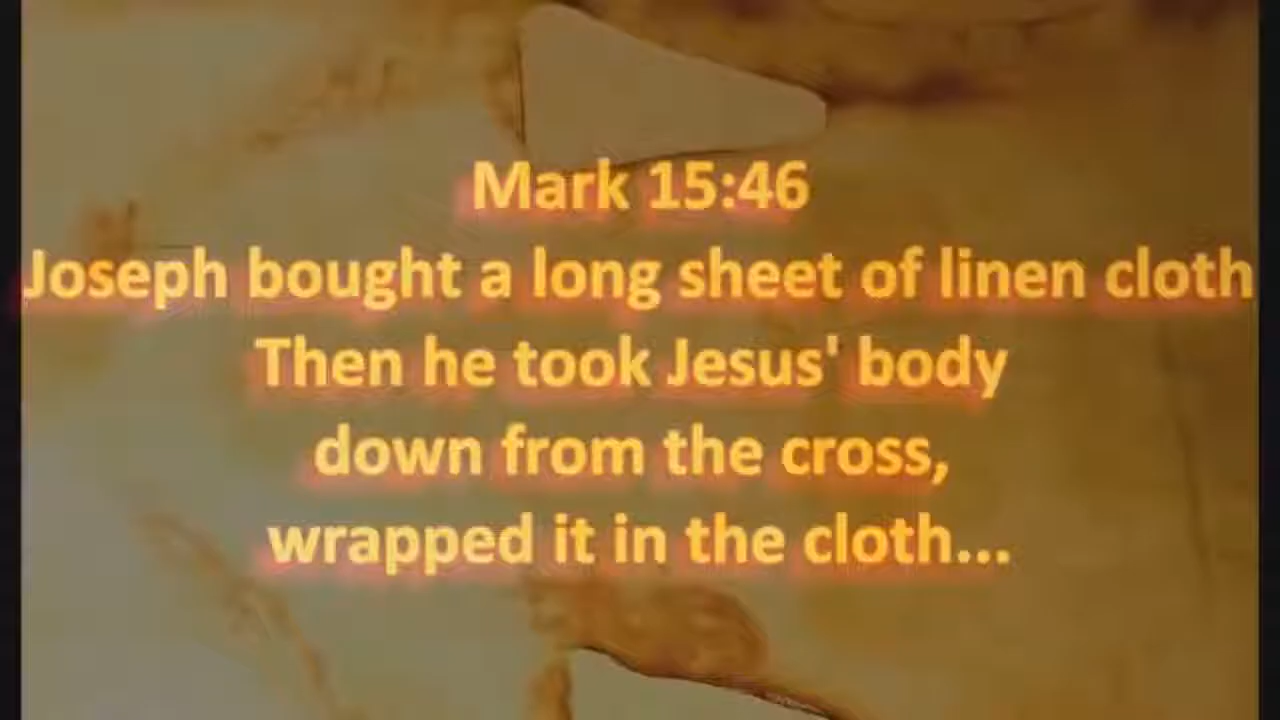 Mark 15:46
Joseph bought a long sheet of linen cloth
Then he took Jesus' body
down from the cross,
wrapped it in the cloth...